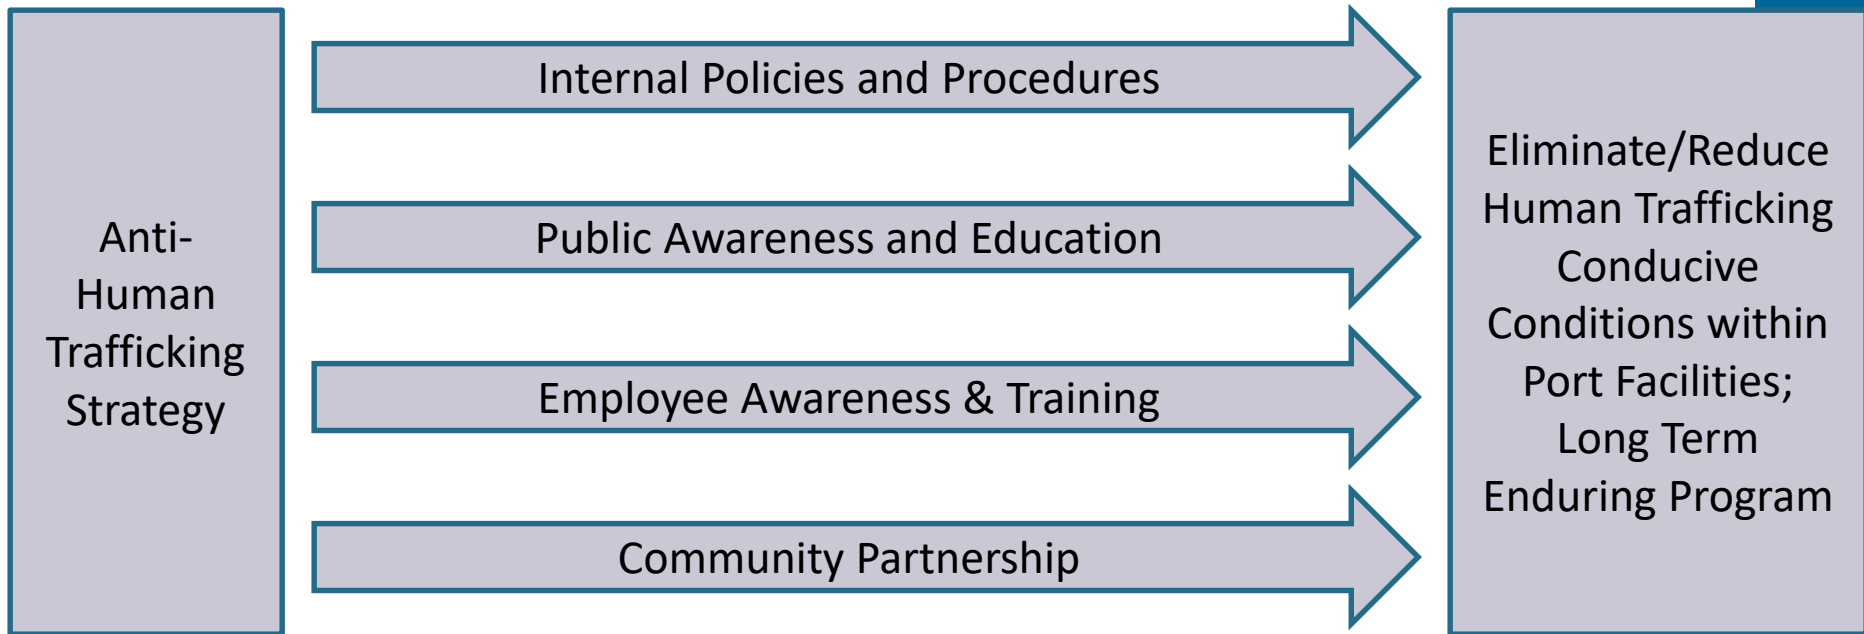 Anti-
Human
Trafficking
Strategy
Internal Policies and Procedures
Public Awareness and Education
Employee Awareness & Training
Community Partnership
Eliminate/Reduce
Human Trafficking
Conducive
Conditions within
Port Facilities;
Long Term
Enduring Program